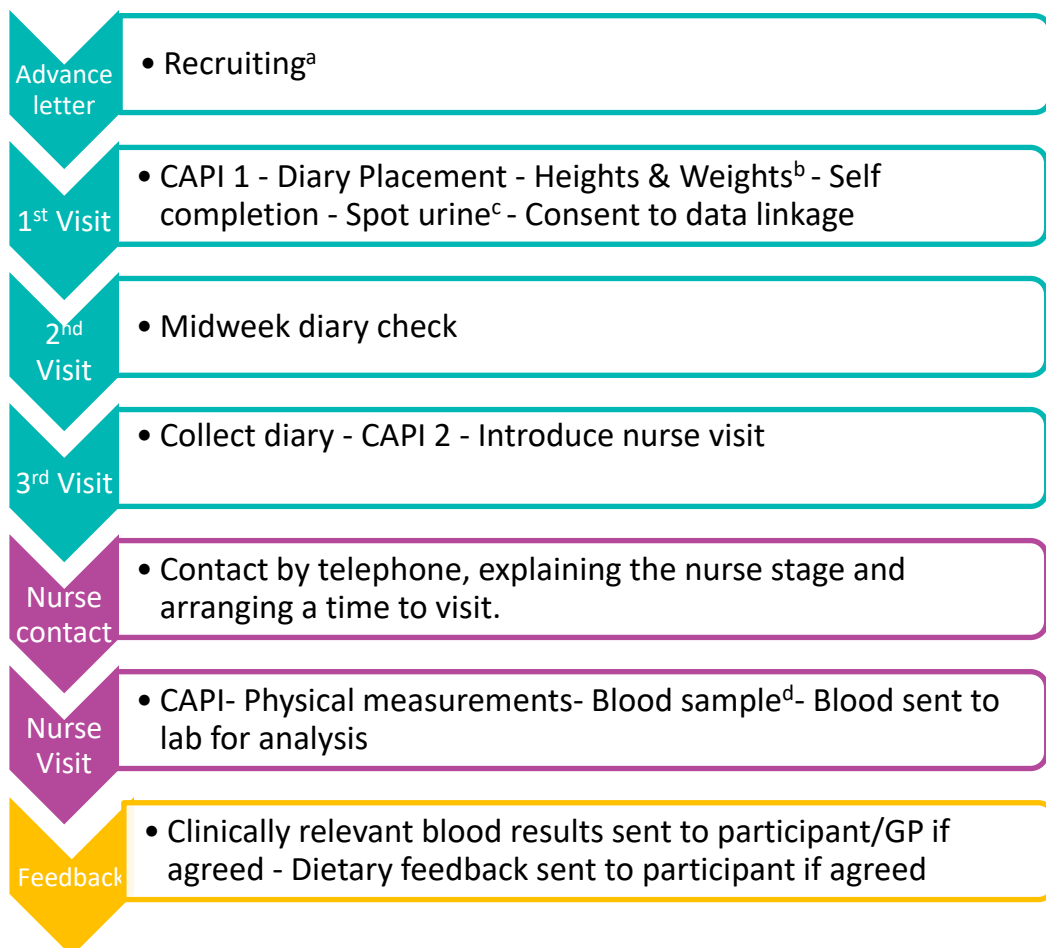 Advance
letter
• Recruitingᵃ
1ˢᵗ Visit
• CAPI 1 - Diary Placement - Heights & Weightsᵇ - Self
completion - Spot urineᶜ - Consent to data linkage
2ⁿᵈ
Visit
• Midweek diary check
3ʳᵈ Visit
• Collect diary - CAPI 2 - Introduce nurse visit
Nurse
contact
• Contact by telephone, explaining the nurse stage and
arranging a time to visit.
Nurse
Visit
• CAPI- Physical measurements- Blood sampleᵈ- Blood sent to
lab for analysis
Feedback
• Clinically relevant blood results sent to participant/GP if
agreed - Dietary feedback sent to participant if agreed